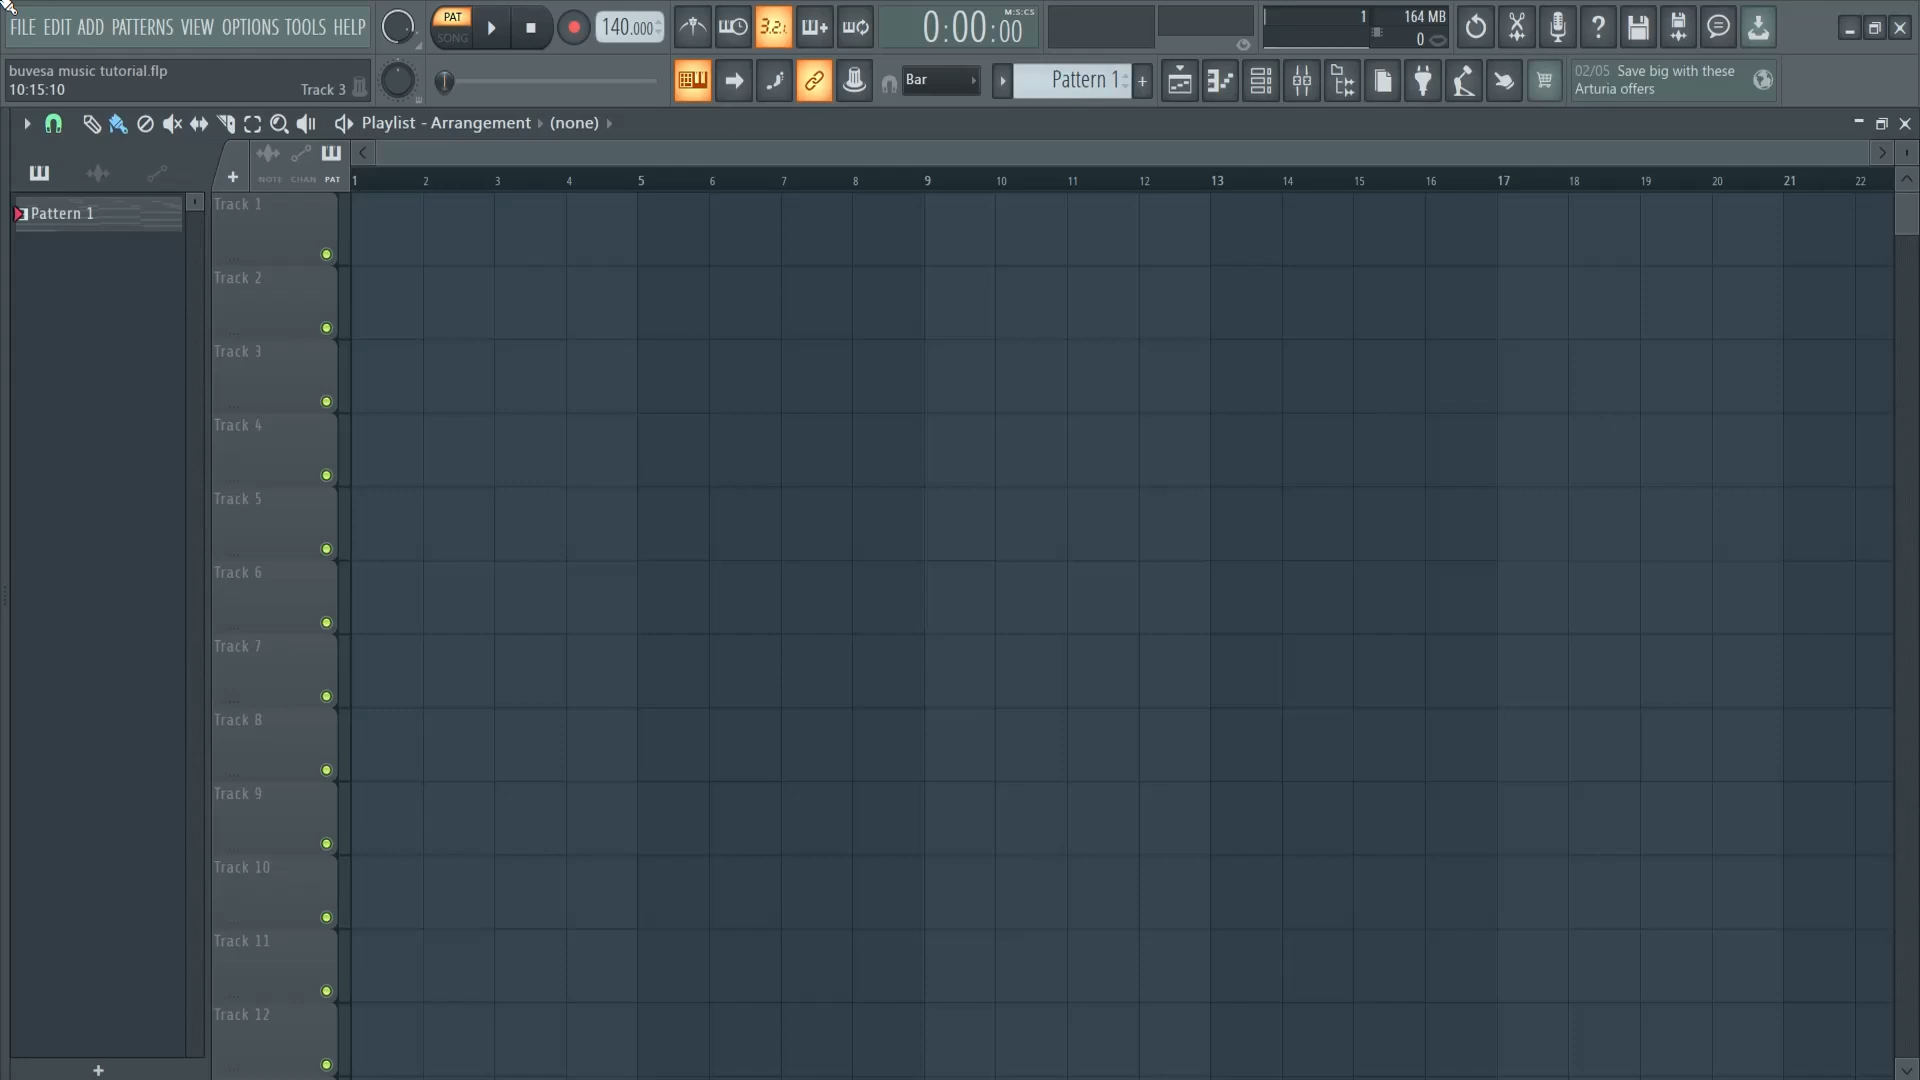 FILE EDIT ADD PATTERNS VIEW OPTIONS TOOLS HELP
PAT
SONG
140.000
3.2.
0:00:00
M:S:CS
1
164 MB
0
buvesa music tutorial.flp
10:15:10
Track 3
Bar
Pattern 1
+
02/05 Save big with these
Arturia offers
Playlist - Arrangement
(none)
+
NOTE CHAN PAT
1 2 3 4 5 6 7 8 9 10 11 12 13 14 15 16 17 18 19 20 21 22
Pattern 1
Track 1
Track 2
Track 3
Track 4
Track 5
Track 6
Track 7
Track 8
Track 9
Track 10
Track 11
Track 12
+